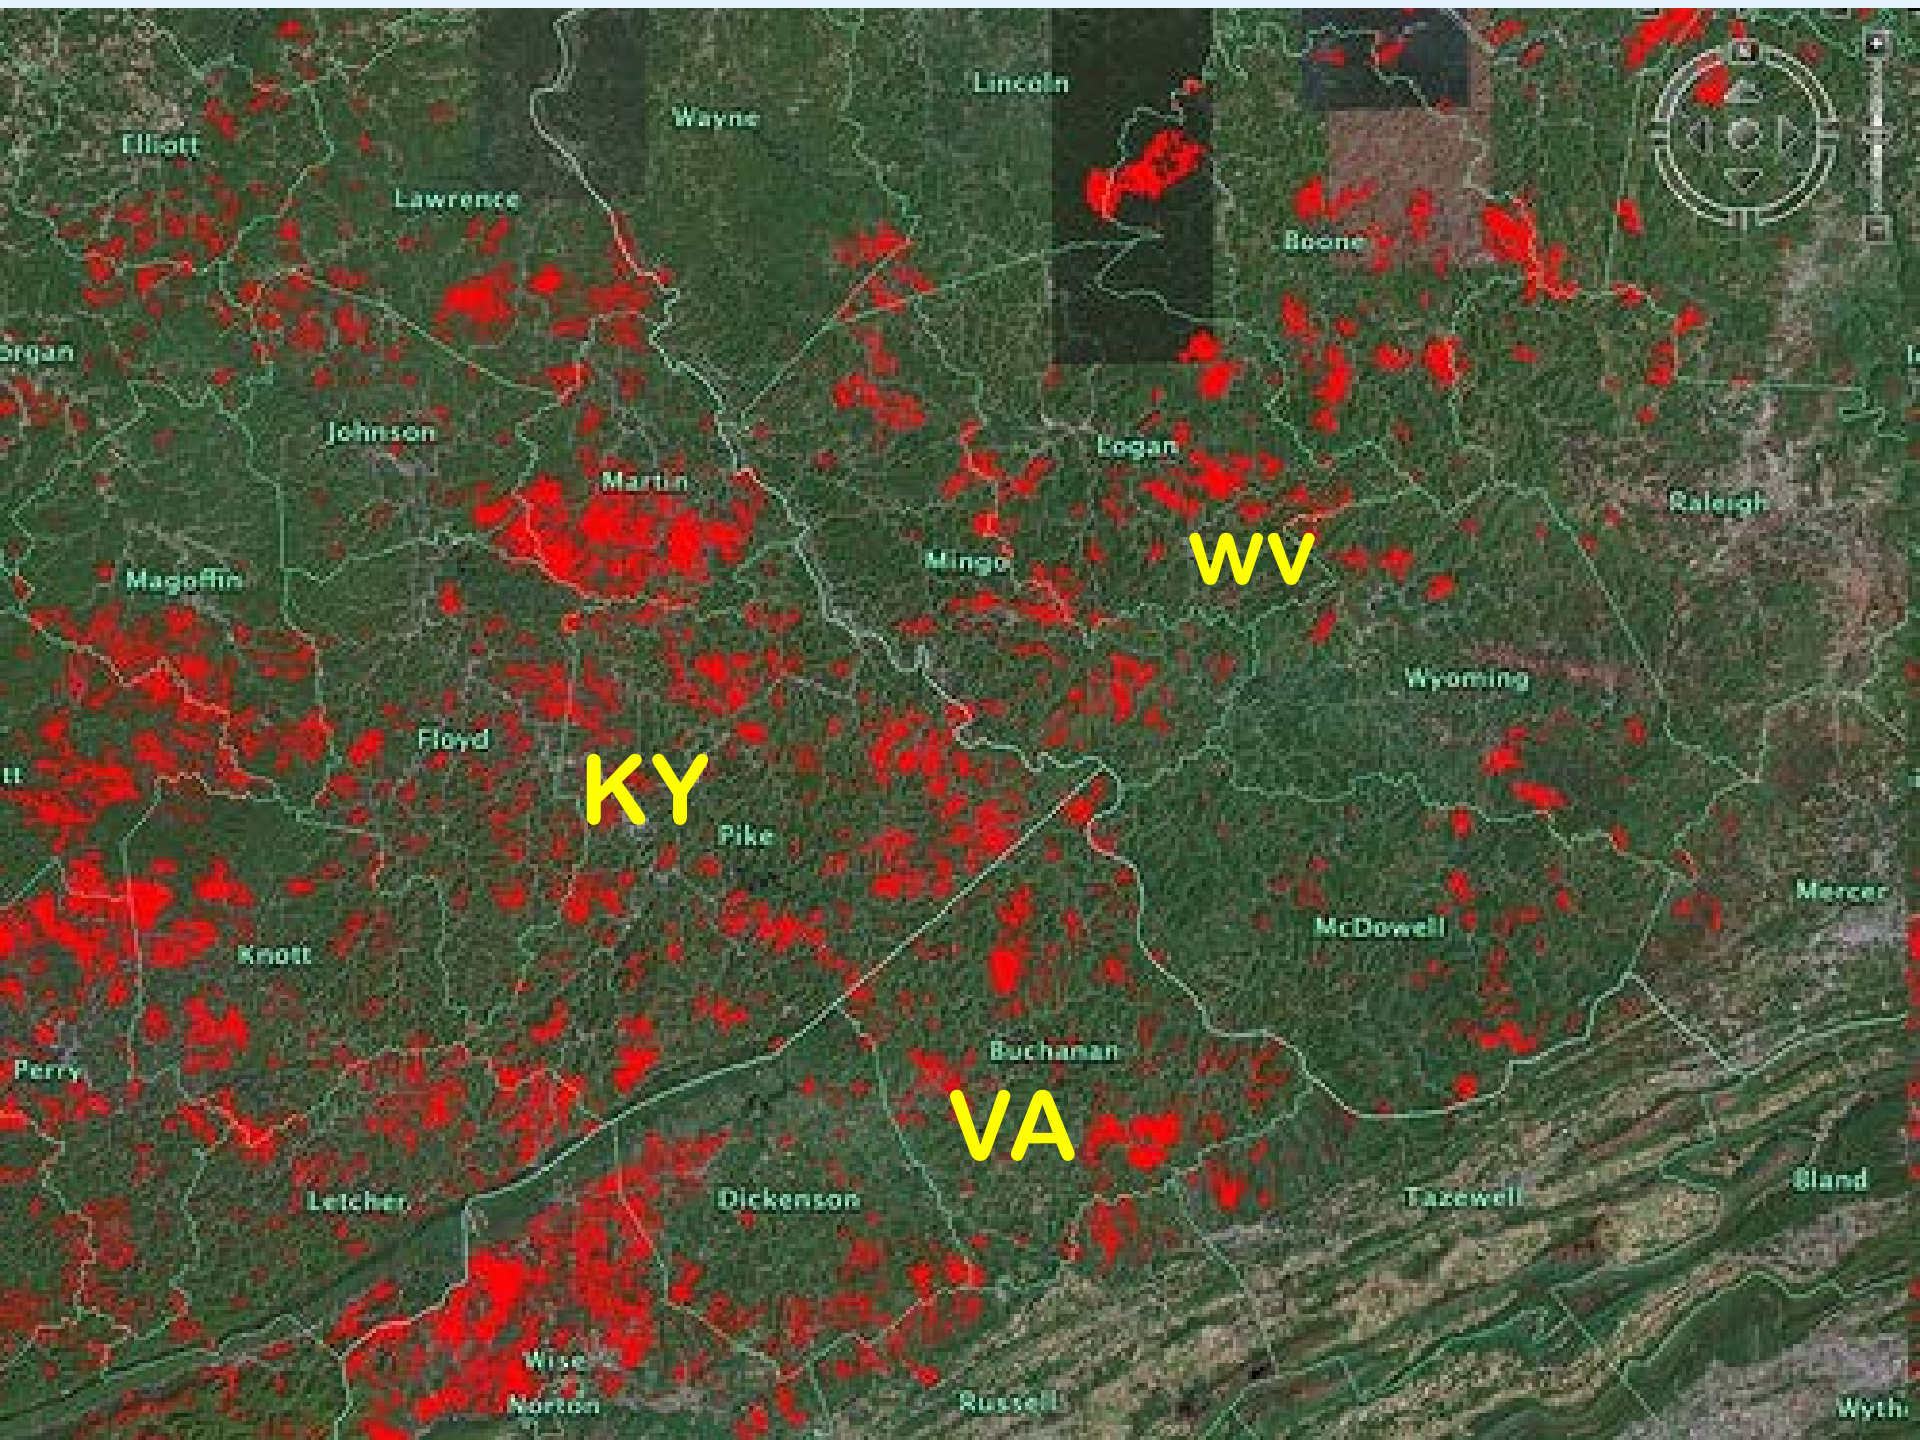 Lincoln
Wayne
Elliott
Lawrence
Boone
organ
Johnson
Logan
Martin
Raleigh
WV
Mingo
Magoffin
Wyoming
Floyd
tt
KY
Pike
Mercer
McDowell
Knott
Buchanan
Perry
VA
Bland
Letcher
Dickenson
Tazewell
Wise
Norton
Russell
Wyth